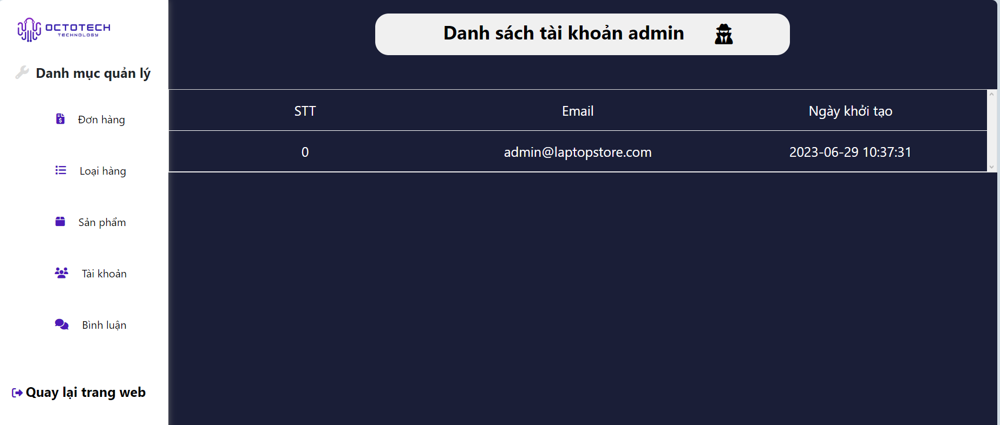 OCTOTECH
TECHNOLOGY
Danh mục quản lý
Đơn hàng
Loại hàng
Sản phẩm
Tài khoản
Bình luận
Quay lại trang web
Danh sách tài khoản admin
STT Email Ngày khởi tạo
0 admin@laptopstore.com 2023-06-29 10:37:31